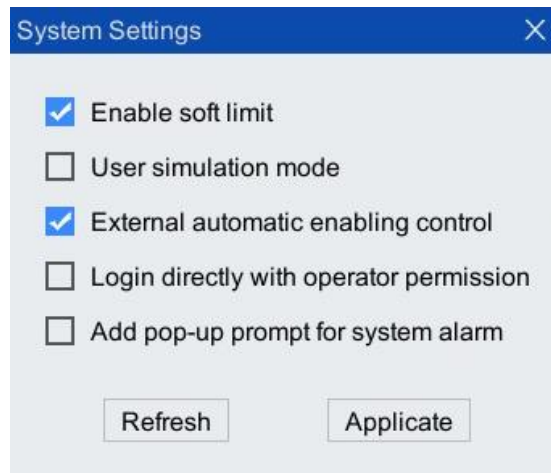 System Settings
Enable soft limit
User simulation mode
External automatic enabling control
Login directly with operator permission
Add pop-up prompt for system alarm
Refresh Applicate